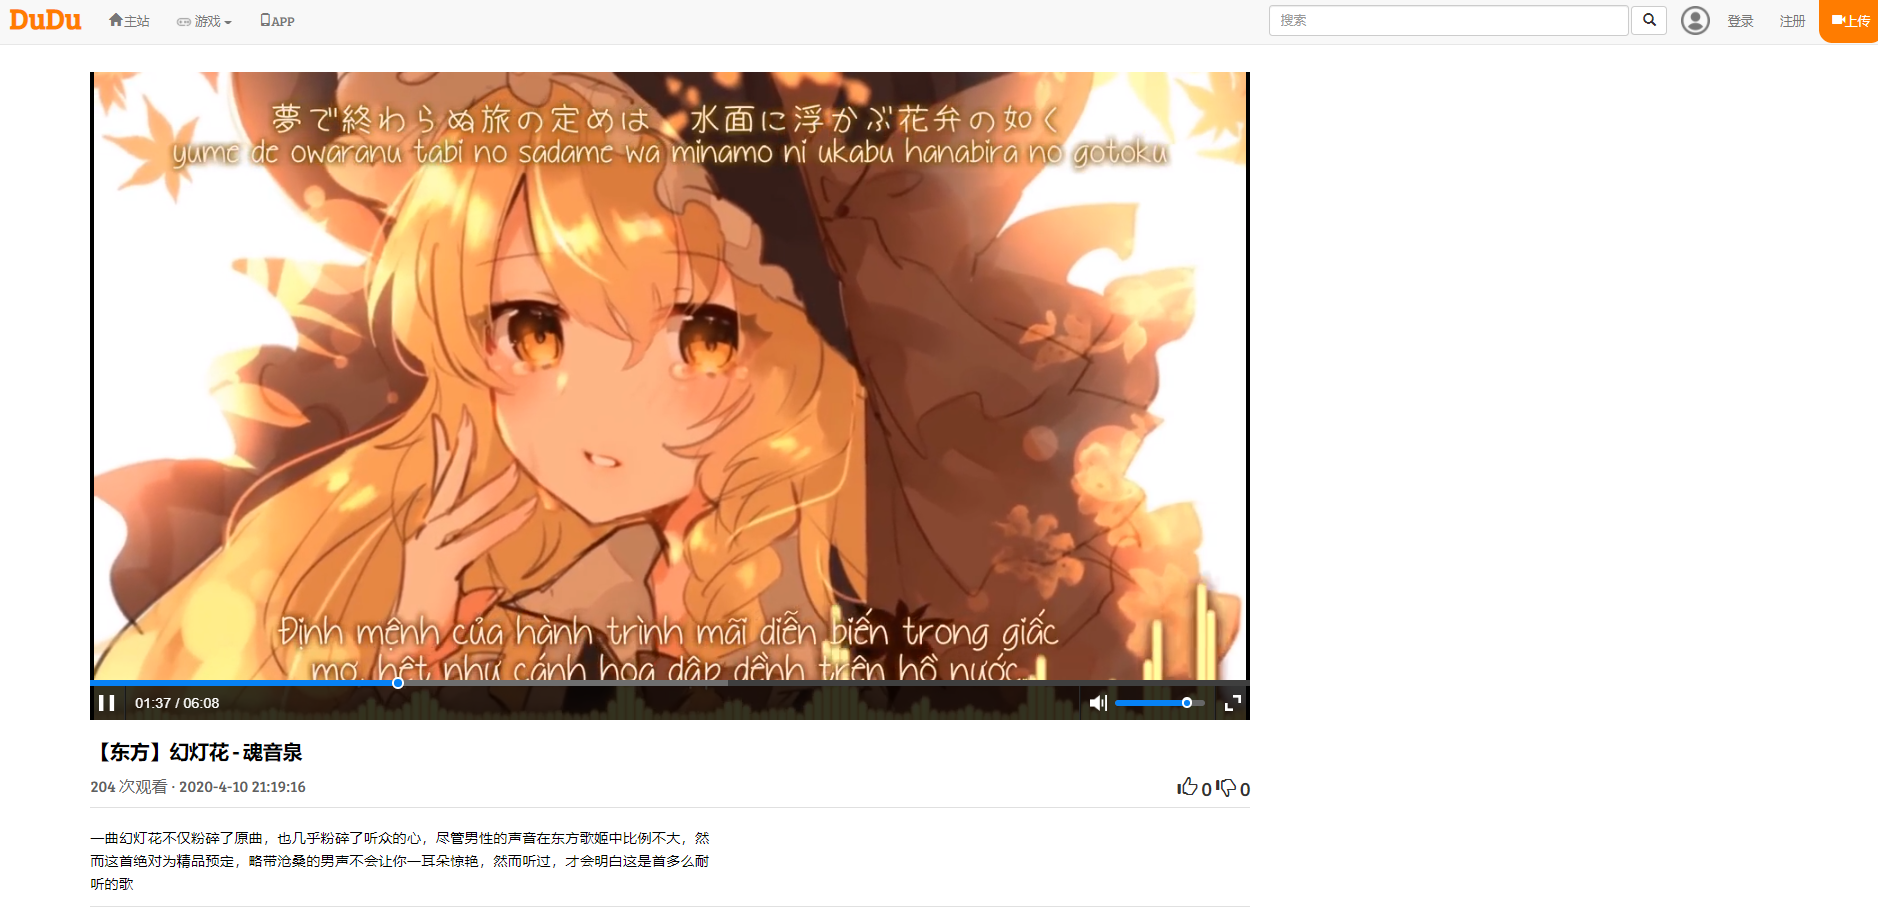 DuDu 主站 游戏 APP 搜索 登录 注册 上传
夢で終わらぬ旅の定めは 水面に浮かぶ花弁の如く
yume de owaranu tabi no sadame wa minamo ni ukabu hanabira no gotoku
Định mệnh của hành trình mãi diễn biến trong giấc
mơ, hệt như cánh hoa dập dềnh trên hồ nước...
01:37 / 06:08
【东方】幻灯花 - 魂音泉
204 次观看 · 2020-4-10 21:19:16 0 0
一曲幻灯花不仅粉碎了原曲，也几乎粉碎了听众的心，尽管男性的声音在东方歌姬中比例不大，然
而这首绝对为精品预定，略带沧桑的男声不会让你一耳朵惊艳，然而听过，才会明白这是首多么耐
听的歌